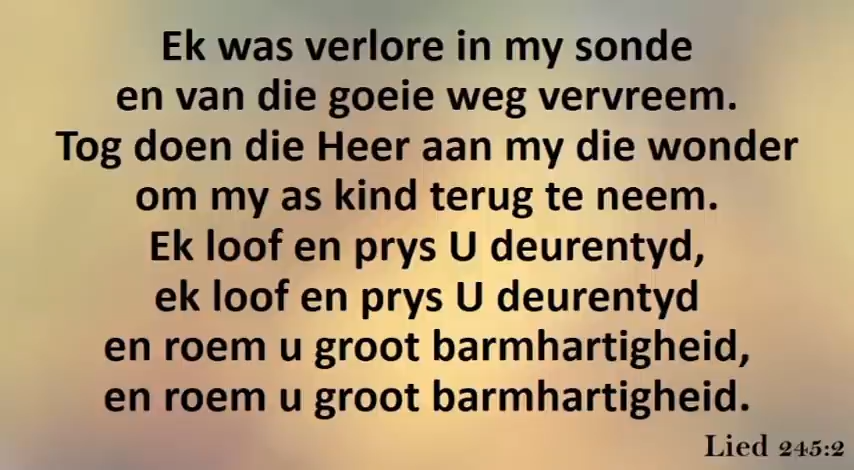 Ek was verlore in my sonde
en van die goeie weg vervreem.
Tog doen die Heer aan my die wonder
om my as kind terug te neem.
Ek loof en prys U deurentyd,
ek loof en prys U deurentyd
en roem u groot barmhartigheid,
en roem u groot barmhartigheid.
Lied 245:2